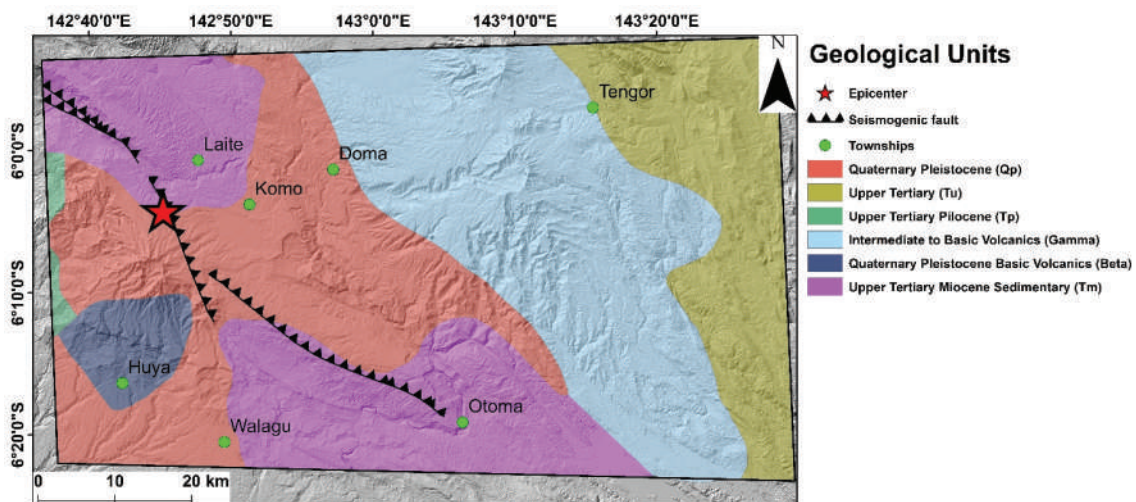 142°40'0"E 142°50'0"E 143°0'0"E 143°10'0"E 143°20'0"E
N
Geological Units
Epicenter
Seismogenic fault
Townships
Quaternary Pleistocene (Qp)
Upper Tertiary (Tu)
Upper Tertiary Pilocene (Tp)
Intermediate to Basic Volcanics (Gamma)
Quaternary Pleistocene Basic Volcanics (Beta)
Upper Tertiary Miocene Sedimentary (Tm)
Tengor
Laite
Doma
Komo
Huya
Otoma
Walagu
6°0'0"S
6°10'0"S
6°20'0"S
0 10 20 km